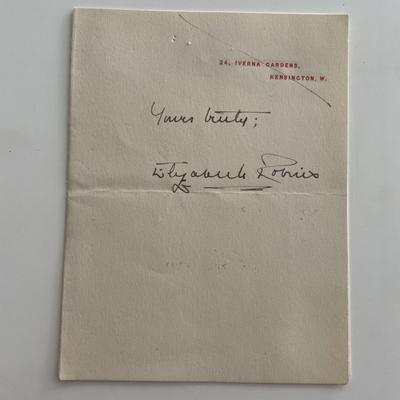 24, IVERNA GARDENS,
KENSINGTON, W.
Yours truly;
Elizabeth Robins